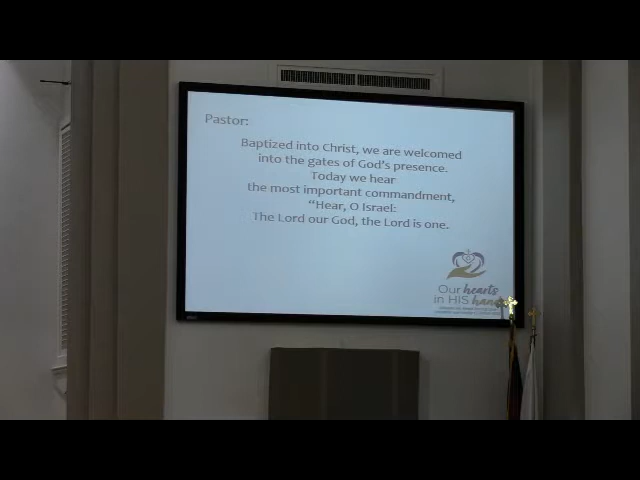 Pastor:
Baptized into Christ, we are welcomed
into the gates of God's presence.
Today we hear
the most important commandment,
"Hear, O Israel:
The Lord our God, the Lord is one.
Our hearts
in HIS